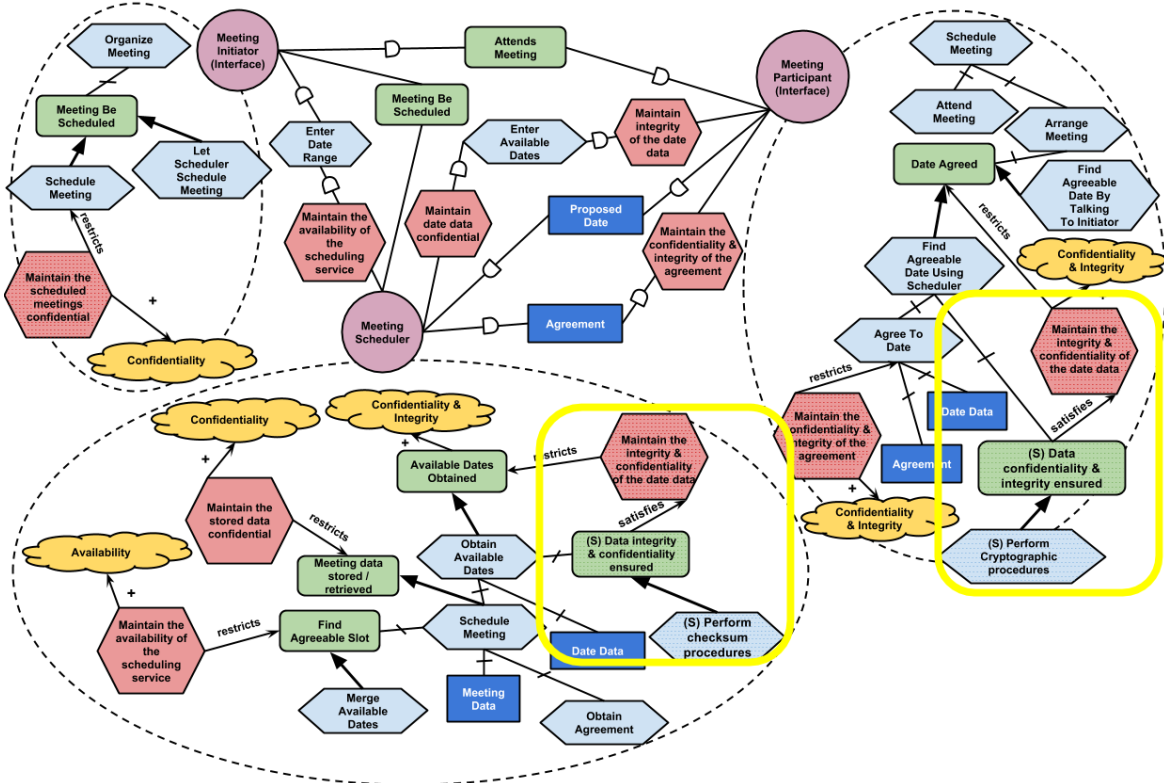 Organize
Meeting
Meeting
Initiator
(Interface)
Attends
Meeting
Meeting
Participant
(Interface)
Schedule
Meeting
Meeting Be
Scheduled
Meeting Be
Scheduled
Attend
Meeting
Arrange
Meeting
Let
Scheduler
Schedule
Meeting
Schedule
Meeting
Enter
Date
Range
Enter
Available
Dates
Maintain
integrity
of the date
data
Date Agreed
Find
Agreeable
Date By
Talking
To Initiator
restricts
restricts
Maintain the
availability of
the
scheduling
service
Maintain
date data
confidential
Proposed
Date
Maintain the
confidentiality &
integrity of the
agreement
Find
Agreeable
Date Using
Scheduler
Confidentiality
& Integrity
Maintain the
scheduled
meetings
confidential
+
Confidentiality
Meeting
Scheduler
Agreement
Agree To
Date
Maintain the
integrity &
confidentiality of
the date data
restricts
satisfies
Date Data
Agreement
Maintain the
confidentiality &
integrity of the
agreement
+
Confidentiality
& Integrity
(S) Data
confidentiality &
integrity ensured
(S) Perform
Cryptographic
procedures
Confidentiality
+
Confidentiality &
Integrity
+
Available Dates
Obtained
restricts
Maintain the
integrity &
confidentiality
of the date data
satisfies
Maintain the
stored data
confidential
restricts
Obtain
Available
Dates
(S) Data integrity
& confidentiality
ensured
Availability
+
Meeting data
stored /
retrieved
Maintain the
availability of
the
scheduling
service
restricts
Find
Agreeable Slot
Schedule
Meeting
(S) Perform
checksum
procedures
Date Data
Merge
Available
Dates
Meeting
Data
Obtain
Agreement